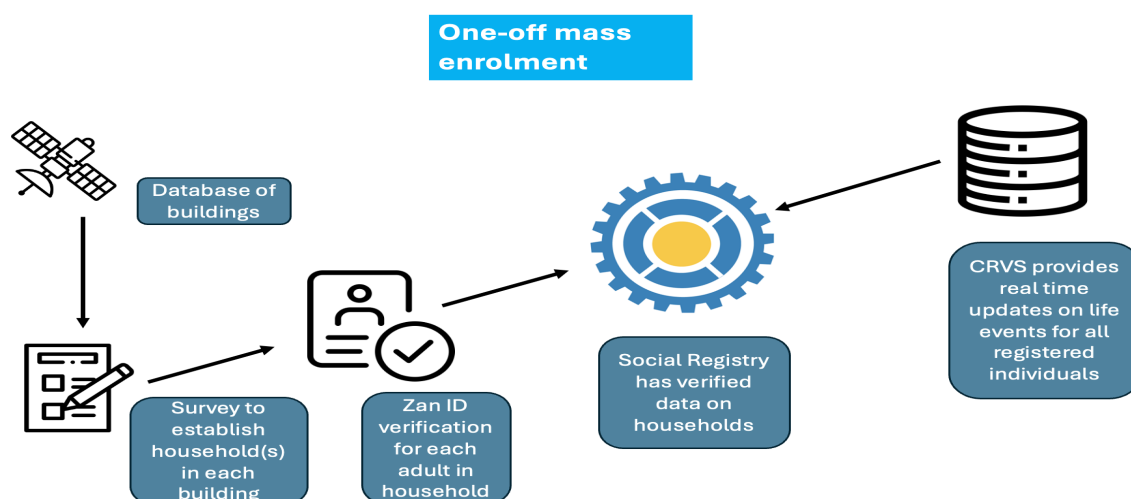 One-off mass
enrolment
Database of
buildings
Survey to
establish
household(s)
in each
building
Zan ID
verification
for each
adult in
household
Social Registry
has verified
data on
households
CRVS provides
real time
updates on life
events for all
registered
individuals